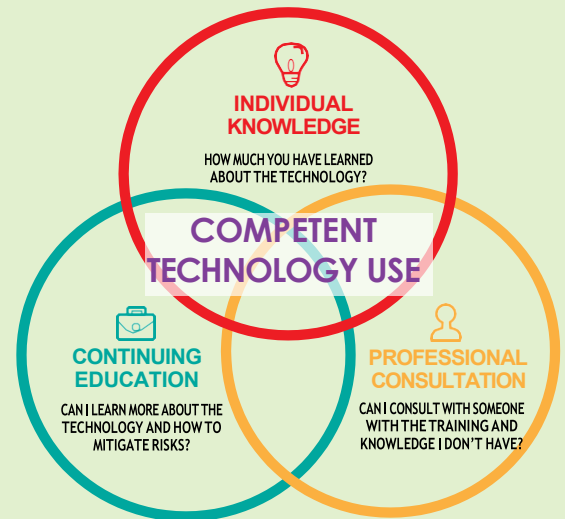 INDIVIDUAL
KNOWLEDGE
HOW MUCH YOU HAVE LEARNED
ABOUT THE TECHNOLOGY?
COMPETENT
TECHNOLOGY USE
CONTINUING
EDUCATION
CAN I LEARN MORE ABOUT THE
TECHNOLOGY AND HOW TO
MITIGATE RISKS?
PROFESSIONAL
CONSULTATION
CAN I CONSULT WITH SOMEONE
WITH THE TRAINING AND
KNOWLEDGE I DON'T HAVE?